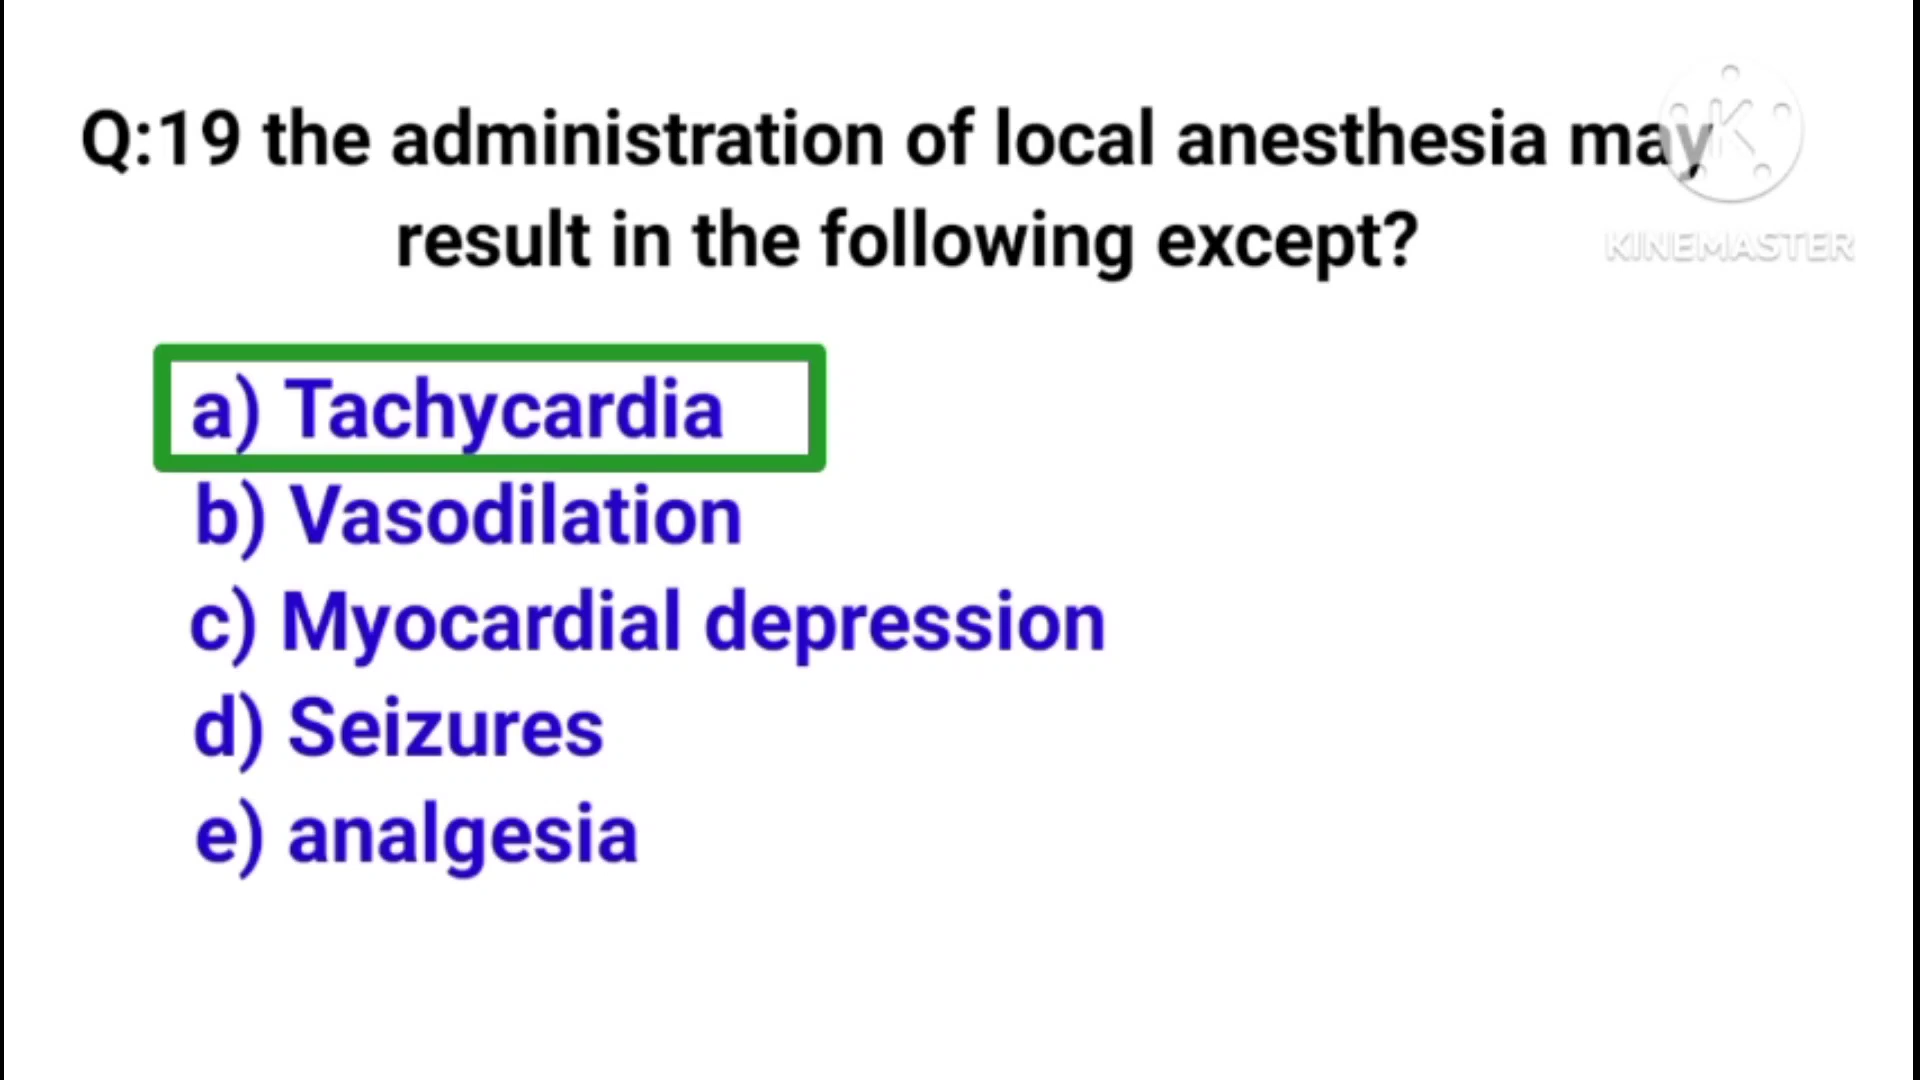 Q:19 the administration of local anesthesia may
result in the following except?
KINEMASTER
a) Tachycardia
b) Vasodilation
c) Myocardial depression
d) Seizures
e) analgesia